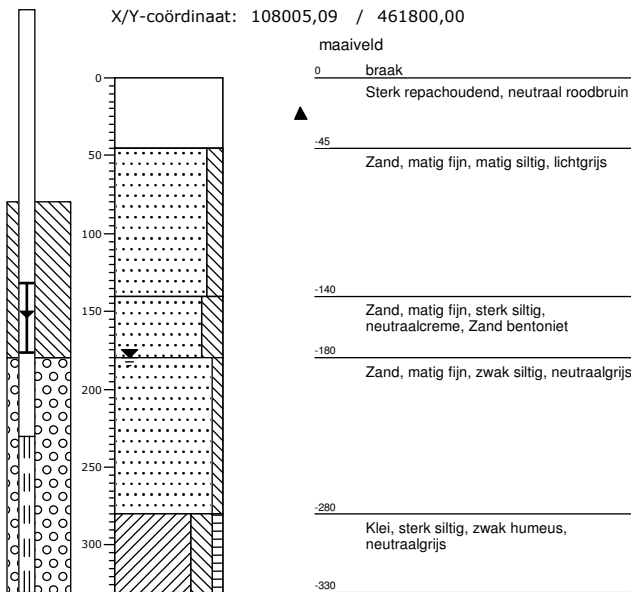 X/Y-coördinaat: 108005,09 / 461800,00
maaiveld
0 braak
Sterk repachoudend, neutraal roodbruin
-45
Zand, matig fijn, matig siltig, lichtgrijs
-140
Zand, matig fijn, sterk siltig,
neutraalcreme, Zand bentoniet
-180
Zand, matig fijn, zwak siltig, neutraalgrijs
-280
Klei, sterk siltig, zwak humeus,
neutraalgrijs
-330
0
50
100
150
200
250
300